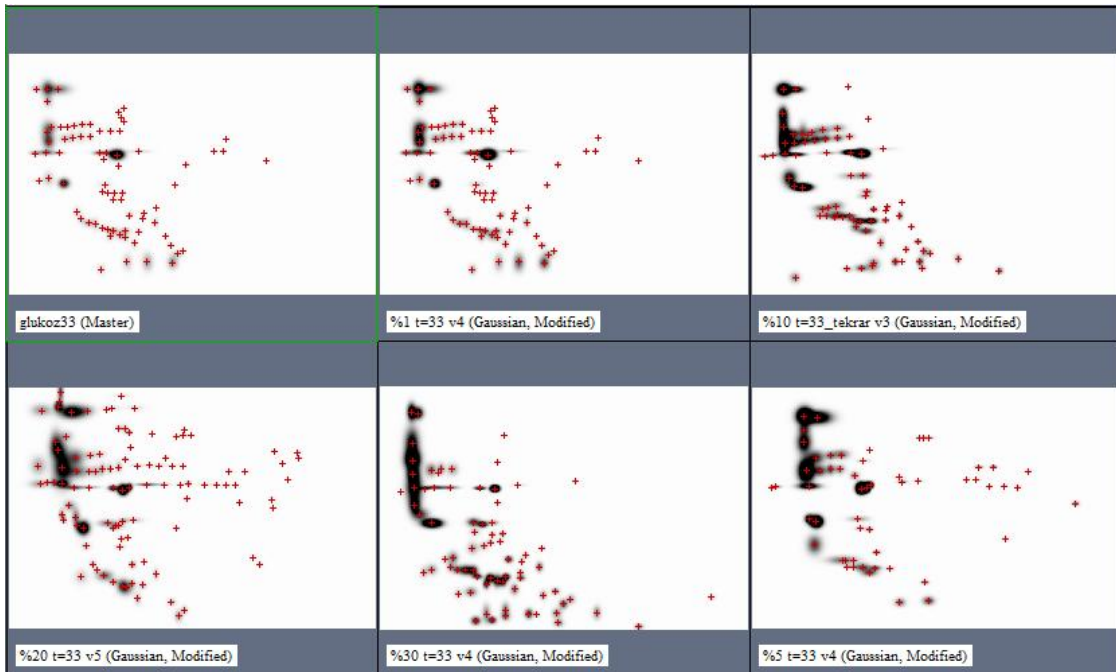 glukoz33 (Master)
%1 t=33 v4 (Gaussian, Modified)
%10 t=33_tekrar v3 (Gaussian, Modified)
%20 t=33 v5 (Gaussian, Modified)
%30 t=33 v4 (Gaussian, Modified)
%5 t=33 v4 (Gaussian, Modified)